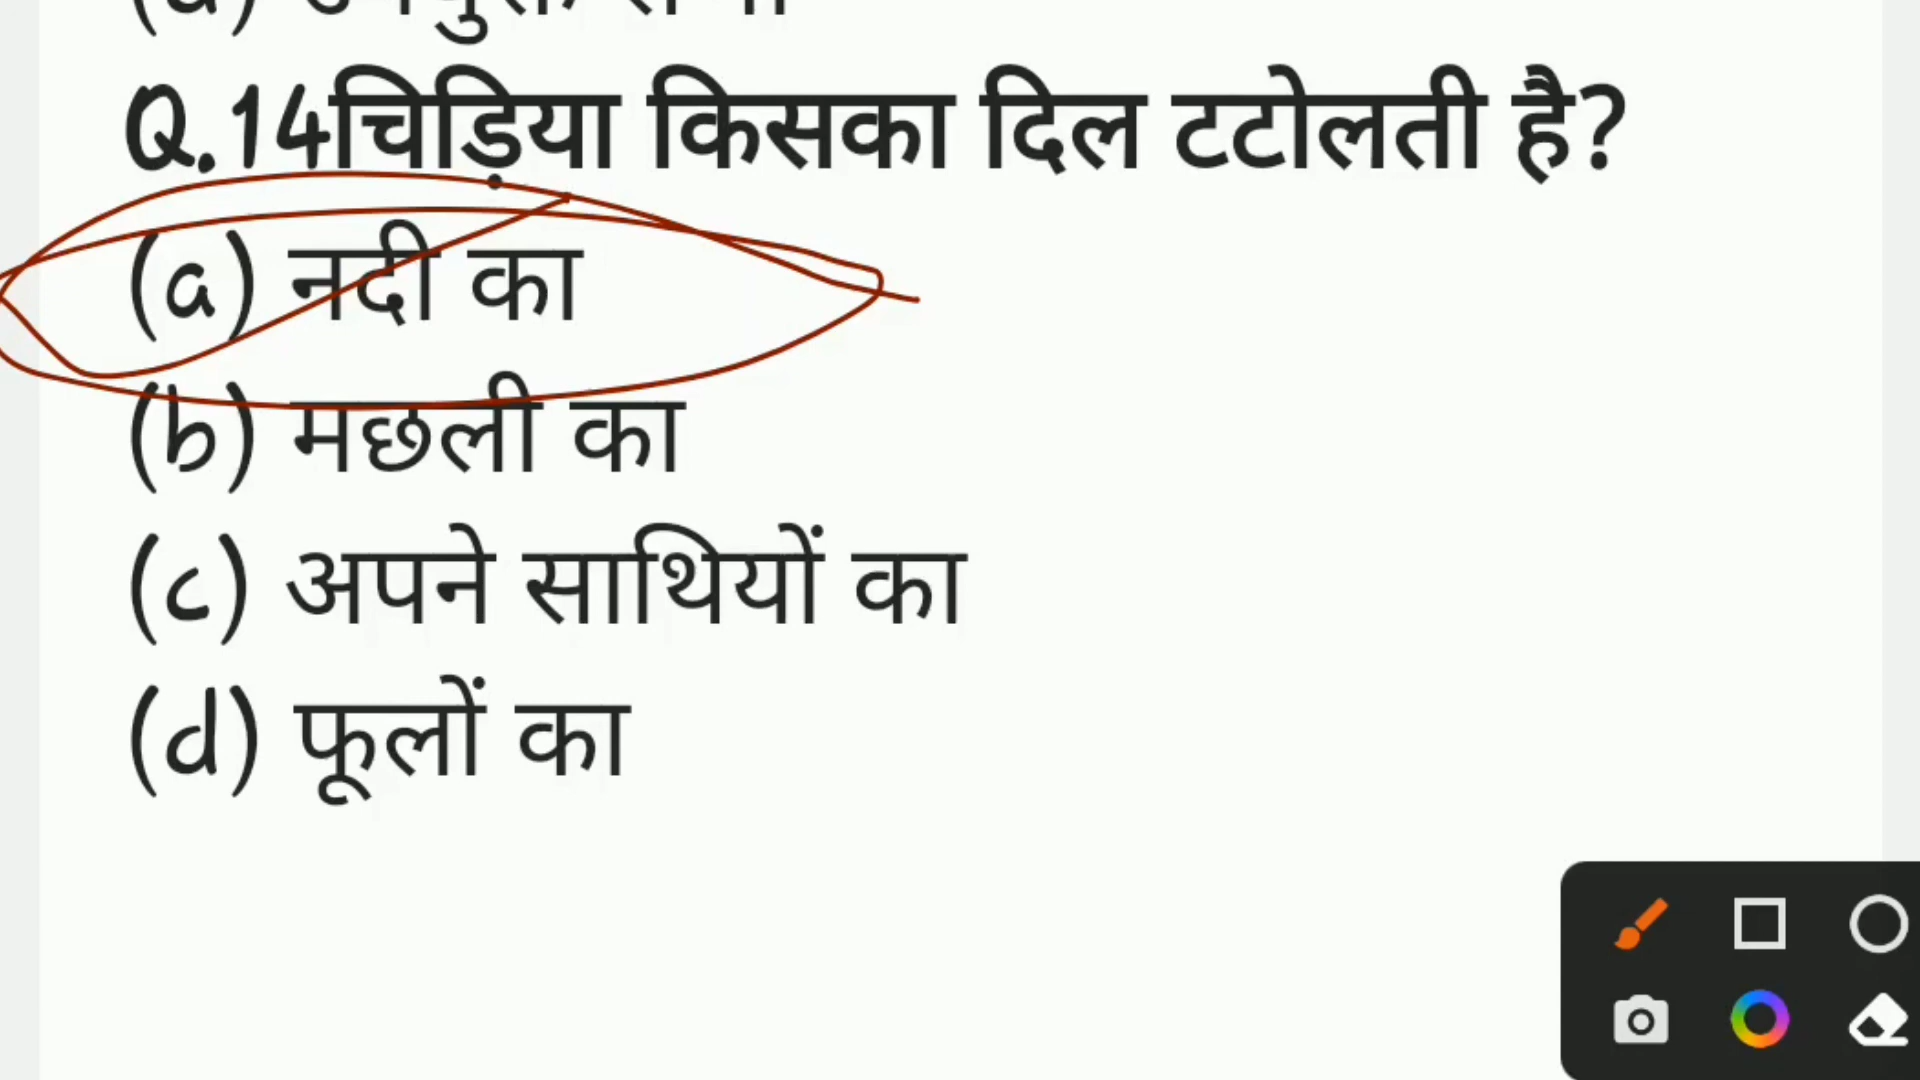 Q.14चिड़िया किसका दिल टटोलती है?
(a) नदी का
(b) मछली का
(c) अपने साथियों का
(d) फूलों का